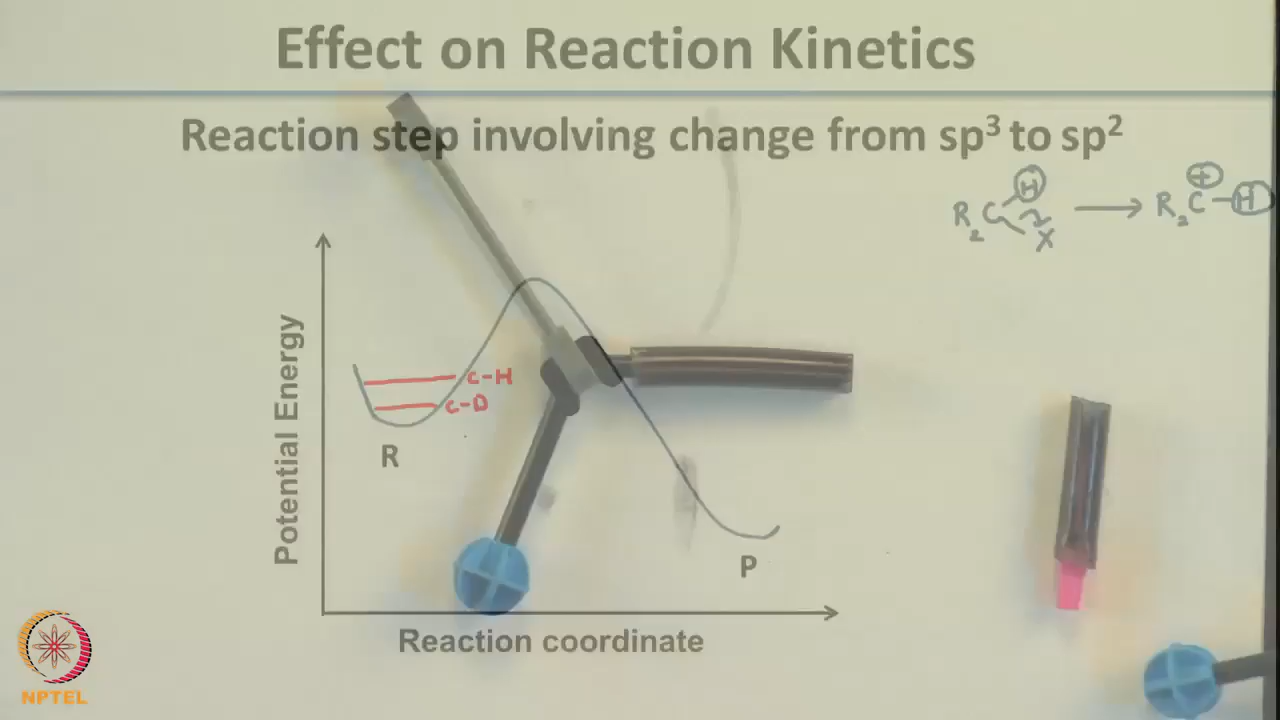 Effect on Reaction Kinetics
Reaction step involving change from sp³ to sp²
R₂C H X ⟶ R₂C⊕–H
Potential Energy
C-H
C-D
R
P
Reaction coordinate
NPTEL